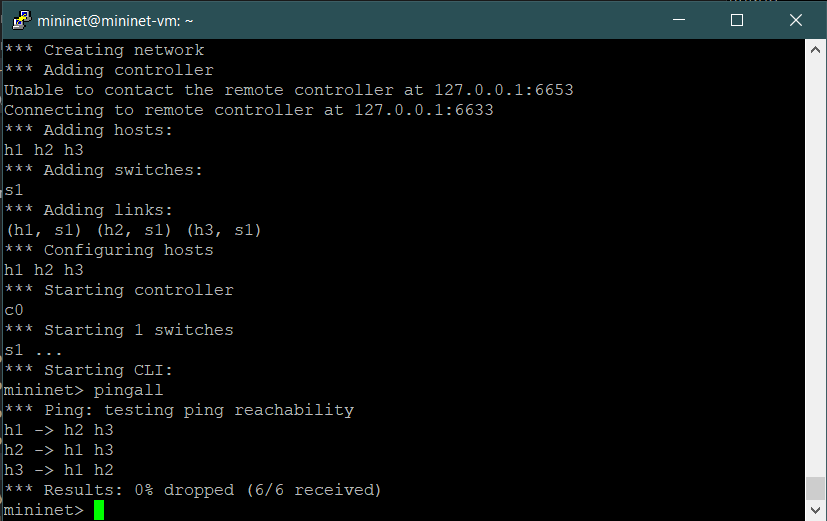 mininet@mininet-vm: ~
*** Creating network
*** Adding controller
Unable to contact the remote controller at 127.0.0.1:6653
Connecting to remote controller at 127.0.0.1:6633
*** Adding hosts:
h1 h2 h3
*** Adding switches:
s1
*** Adding links:
(h1, s1) (h2, s1) (h3, s1)
*** Configuring hosts
h1 h2 h3
*** Starting controller
c0
*** Starting 1 switches
s1 ...
*** Starting CLI:
mininet> pingall
*** Ping: testing ping reachability
h1 -> h2 h3
h2 -> h1 h3
h3 -> h1 h2
*** Results: 0% dropped (6/6 received)
mininet>